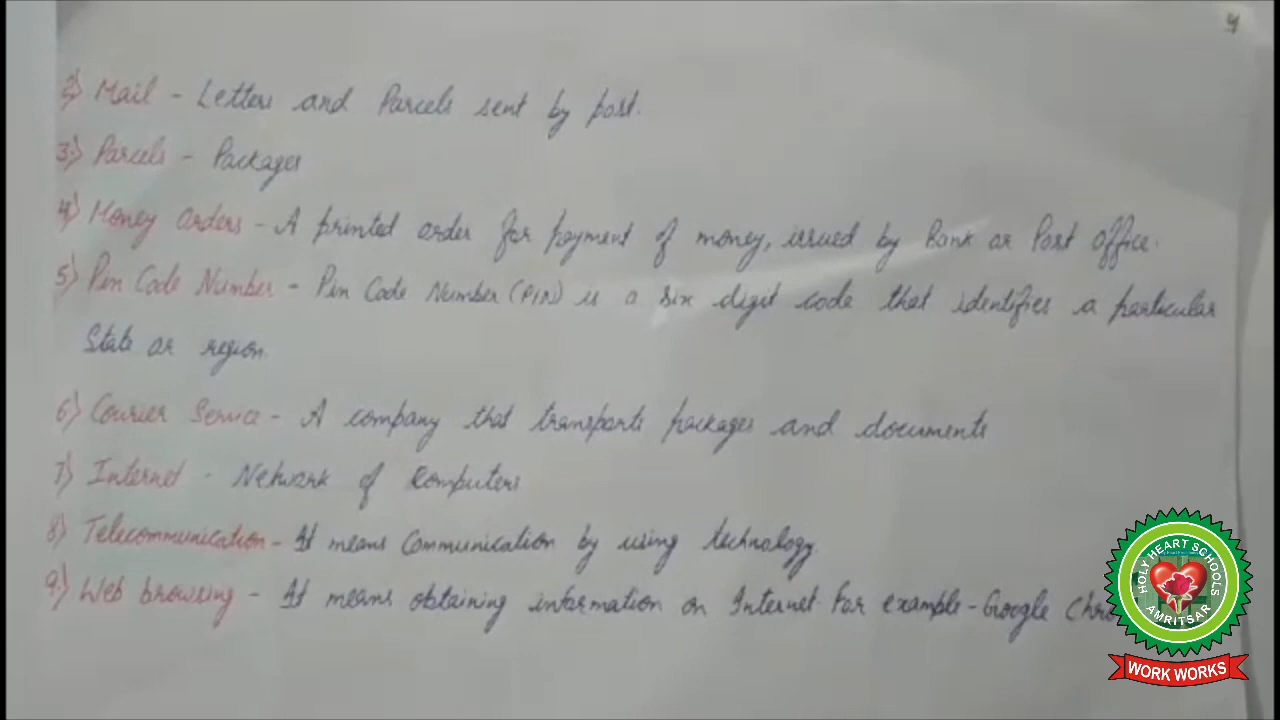 4
2) Mail - Letters and Parcels sent by post.
3) Parcels - Packages
4) Money Orders - A printed order for payment of money, issued by Bank or Post office.
5) Pin Code Number - Pin Code Number (PIN) is a six digit code that identifies a particular
State or region.
6) Courier Service - A company that transports packages and documents
7) Internet - Network of Computers
8) Telecommunication - It means Communication by using technology.
9) Web browsing - It means obtaining information on Internet. For example - Google
HOLY HEART SCHOOLS
AMRITSAR
WORK WORKS